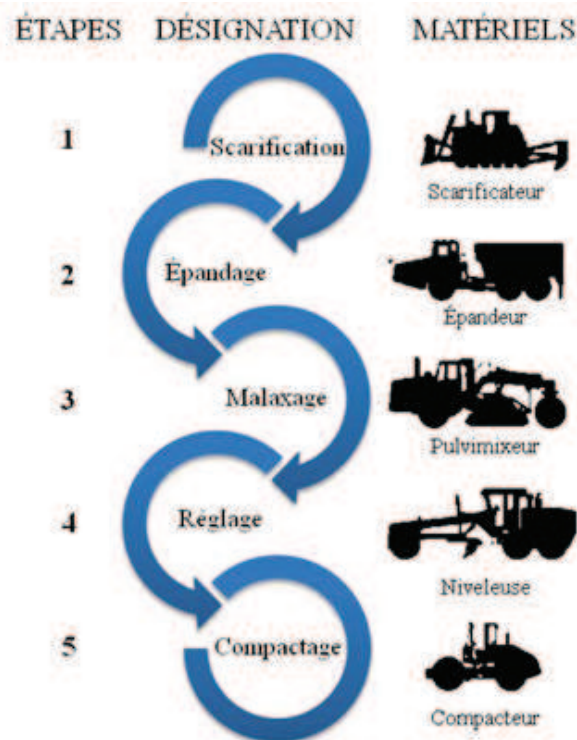 ÉTAPES DÉSIGNATION MATÉRIELS
1 Scarification
Scarificateur
2 Épandage
Épandeur
3 Malaxage
Pulvimixeur
4 Réglage
Niveleuse
5 Compactage
Compacteur